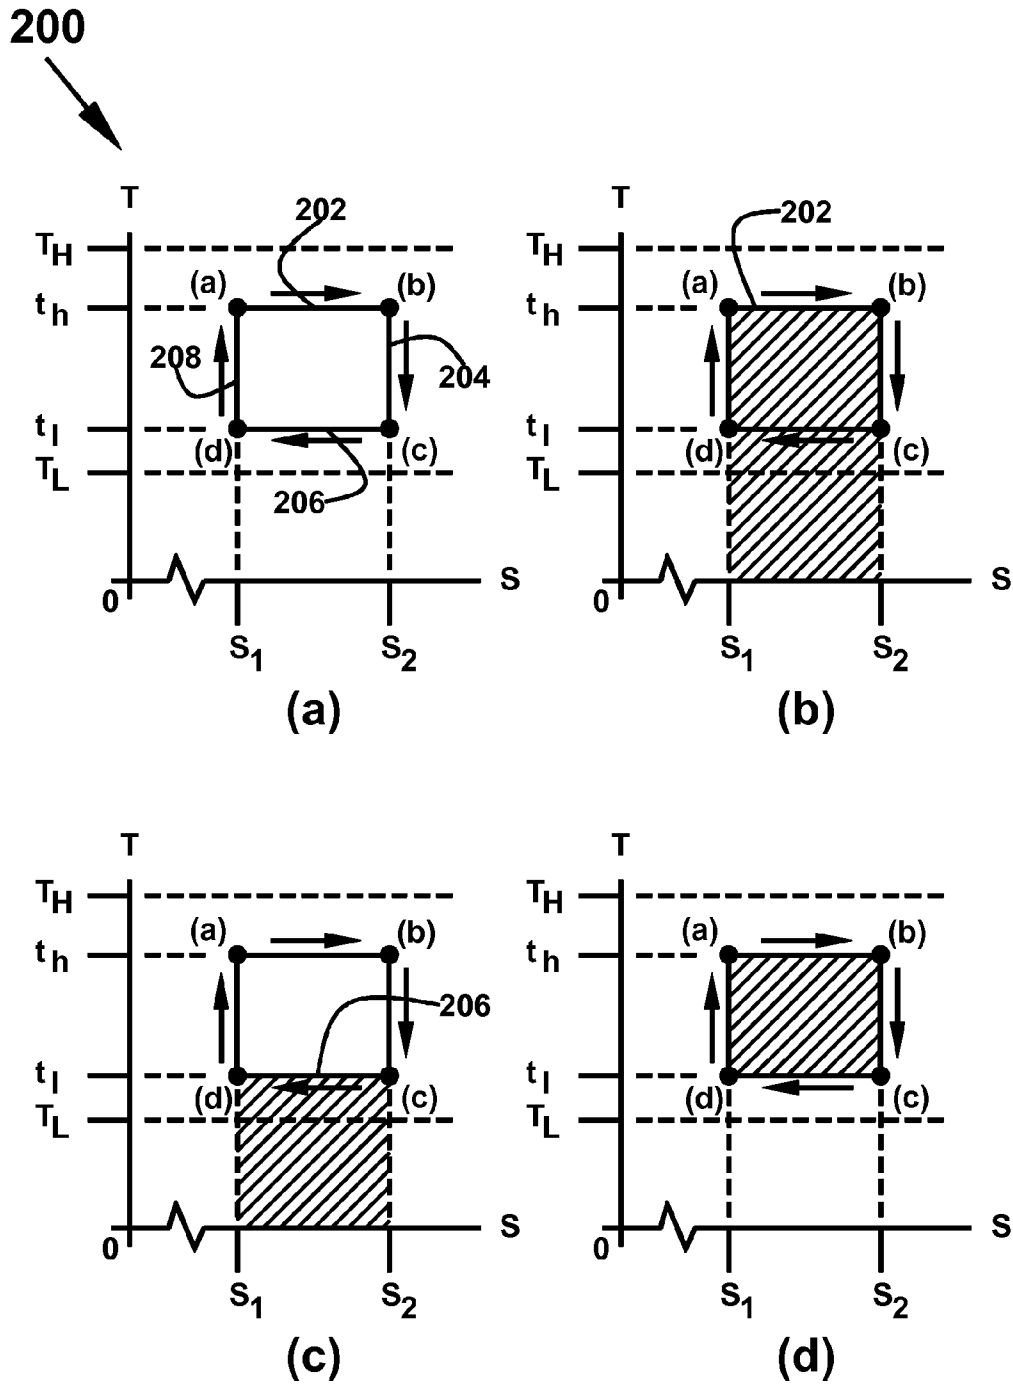 200
T
T_H
t_h
t_l
T_L
0
(a)
(b)
(c)
(d)
202
204
206
208
S
S_1
S_2
(a)
T
T_H
t_h
t_l
T_L
0
(a)
(b)
(c)
(d)
202
S
S_1
S_2
(b)
T
T_H
t_h
t_l
T_L
0
(a)
(b)
(c)
(d)
206
S
S_1
S_2
(c)
T
T_H
t_h
t_l
T_L
0
(a)
(b)
(c)
(d)
S
S_1
S_2
(d)